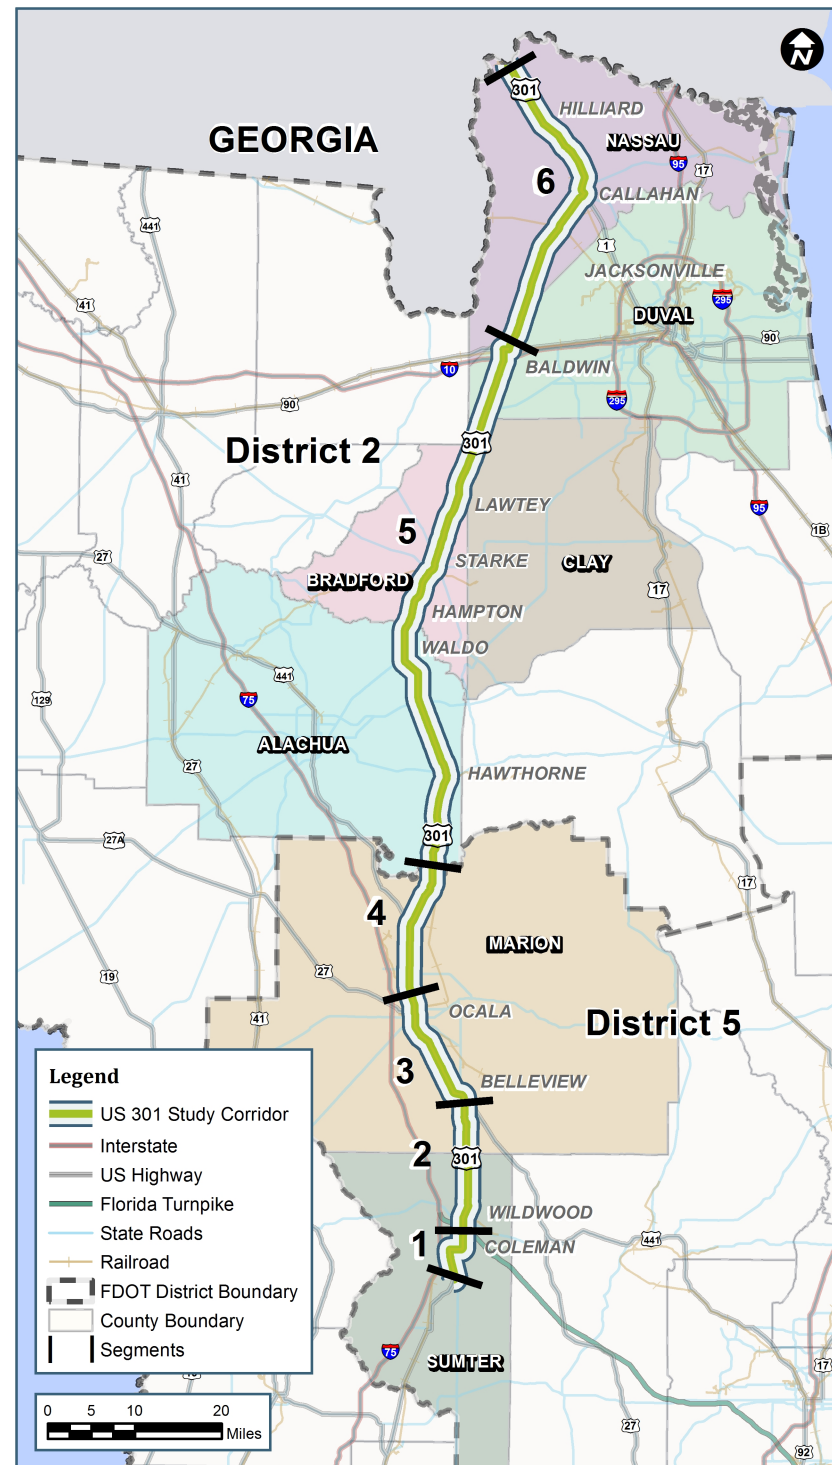 N
301
HILLIARD
GEORGIA
NASSAU
95
17
6
CALLAHAN
441
1
JACKSONVILLE
41
295
DUVAL
90
BALDWIN
10
295
90
301
District 2
41
LAWTEY
95
5
1B
27
STARKE
CLAY
BRADFORD
17
HAMPTON
WALDO
441
129
75
ALACHUA
27
HAWTHORNE
301
27A
17
4
MARION
27
19
OCALA
41
District 5
3
BELLEVIEW
2
301
WILDWOOD
441
1
COLEMAN
75
SUMTER
17
27
92
Legend
US 301 Study Corridor
Interstate
US Highway
Florida Turnpike
State Roads
Railroad
FDOT District Boundary
County Boundary
Segments
0 5 10 20
Miles